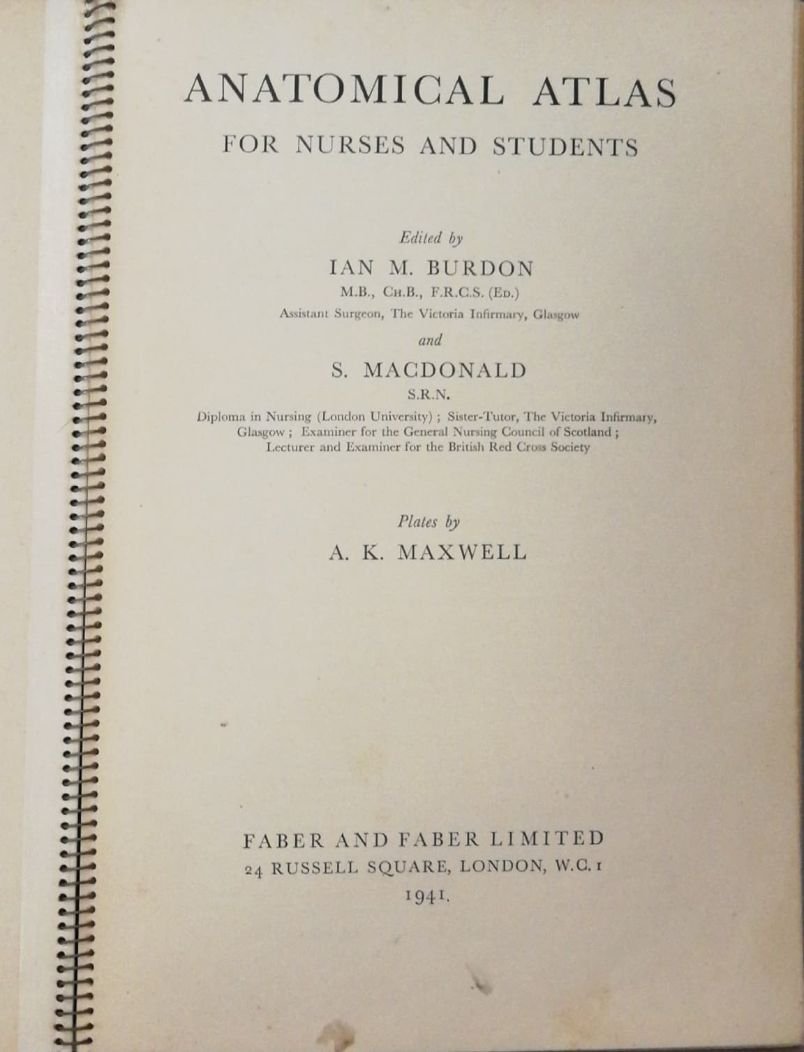 ANATOMICAL ATLAS
FOR NURSES AND STUDENTS
Edited by
IAN M. BURDON
M.B., CH.B., F.R.C.S. (ED.)
Assistant Surgeon, The Victoria Infirmary, Glasgow
and
S. MACDONALD
S.R.N.
Diploma in Nursing (London University) ; Sister-Tutor, The Victoria Infirmary,
Glasgow ; Examiner for the General Nursing Council of Scotland ;
Lecturer and Examiner for the British Red Cross Society
Plates by
A. K. MAXWELL
FABER AND FABER LIMITED
24 RUSSELL SQUARE, LONDON, W.C. 1
1941.